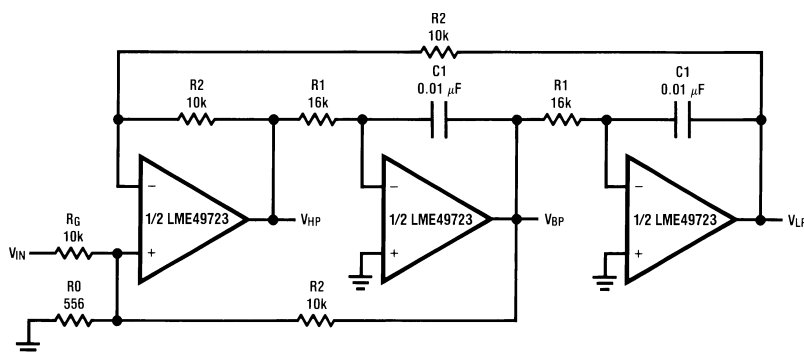 R2
10k
R2
10k
R1
16k
C1
0.01 μF
R1
16k
C1
0.01 μF
−
+
1/2 LME49723
VHP
−
+
1/2 LME49723
VBP
−
+
1/2 LME49723
VLP
RG
10k
VIN
R0
556
R2
10k